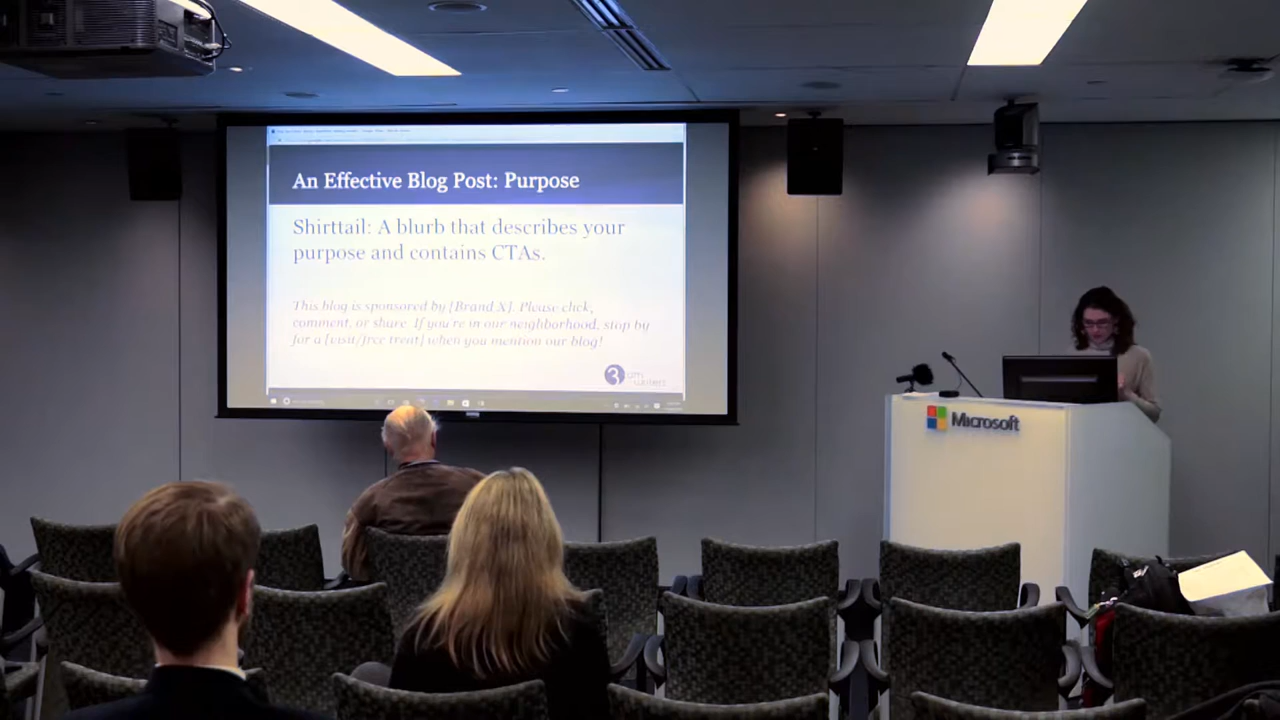 An Effective Blog Post: Purpose
Shirttail: A blurb that describes your
purpose and contains CTAs.
This blog is sponsored by [Brand X]. Please click,
comment, or share. If you're in our neighborhood, stop by
for a [visit/free treat] when you mention our blog!
3
Microsoft